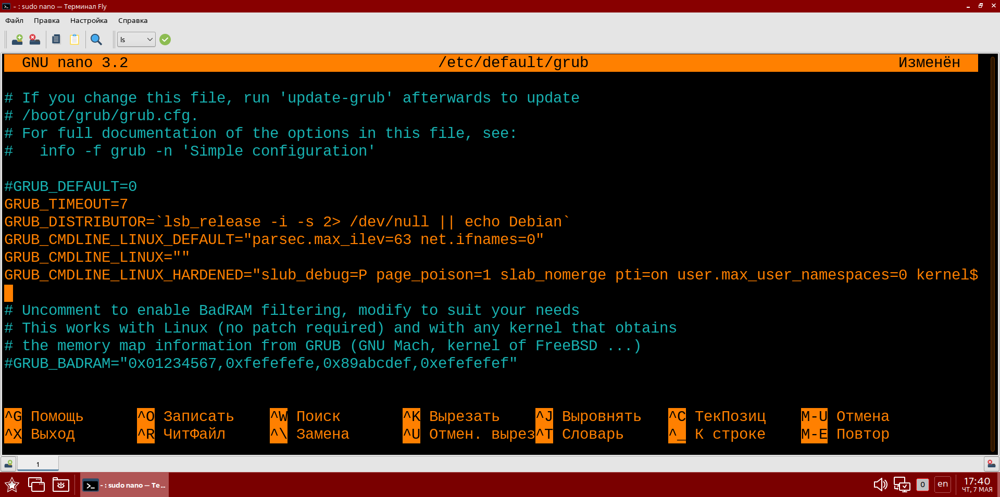 - : sudo nano — Терминал Fly
Файл Правка Настройка Справка
ls
GNU nano 3.2 /etc/default/grub Изменён
# If you change this file, run 'update-grub' afterwards to update
# /boot/grub/grub.cfg.
# For full documentation of the options in this file, see:
#   info -f grub -n 'Simple configuration'
#GRUB_DEFAULT=0
GRUB_TIMEOUT=7
GRUB_DISTRIBUTOR=`lsb_release -i -s 2> /dev/null || echo Debian`
GRUB_CMDLINE_LINUX_DEFAULT="parsec.max_ilev=63 net.ifnames=0"
GRUB_CMDLINE_LINUX=""
GRUB_CMDLINE_LINUX_HARDENED="slub_debug=P page_poison=1 slab_nomerge pti=on user.max_user_namespaces=0 kernel$
# Uncomment to enable BadRAM filtering, modify to suit your needs
# This works with Linux (no patch required) and with any kernel that obtains
# the memory map information from GRUB (GNU Mach, kernel of FreeBSD ...)
#GRUB_BADRAM="0x01234567,0xfefefefe,0x89abcdef,0xefefefef"
^G Помощь ^O Записать ^W Поиск ^K Вырезать ^J Выровнять ^C ТекПозиц M-U Отмена
^X Выход ^R ЧитФайл ^\ Замена ^U Отмен. вырез ^T Словарь ^_ К строке M-E Повтор
1
- : sudo nano — Те...
0
en
17:40
ЧТ, 7 МАЯ